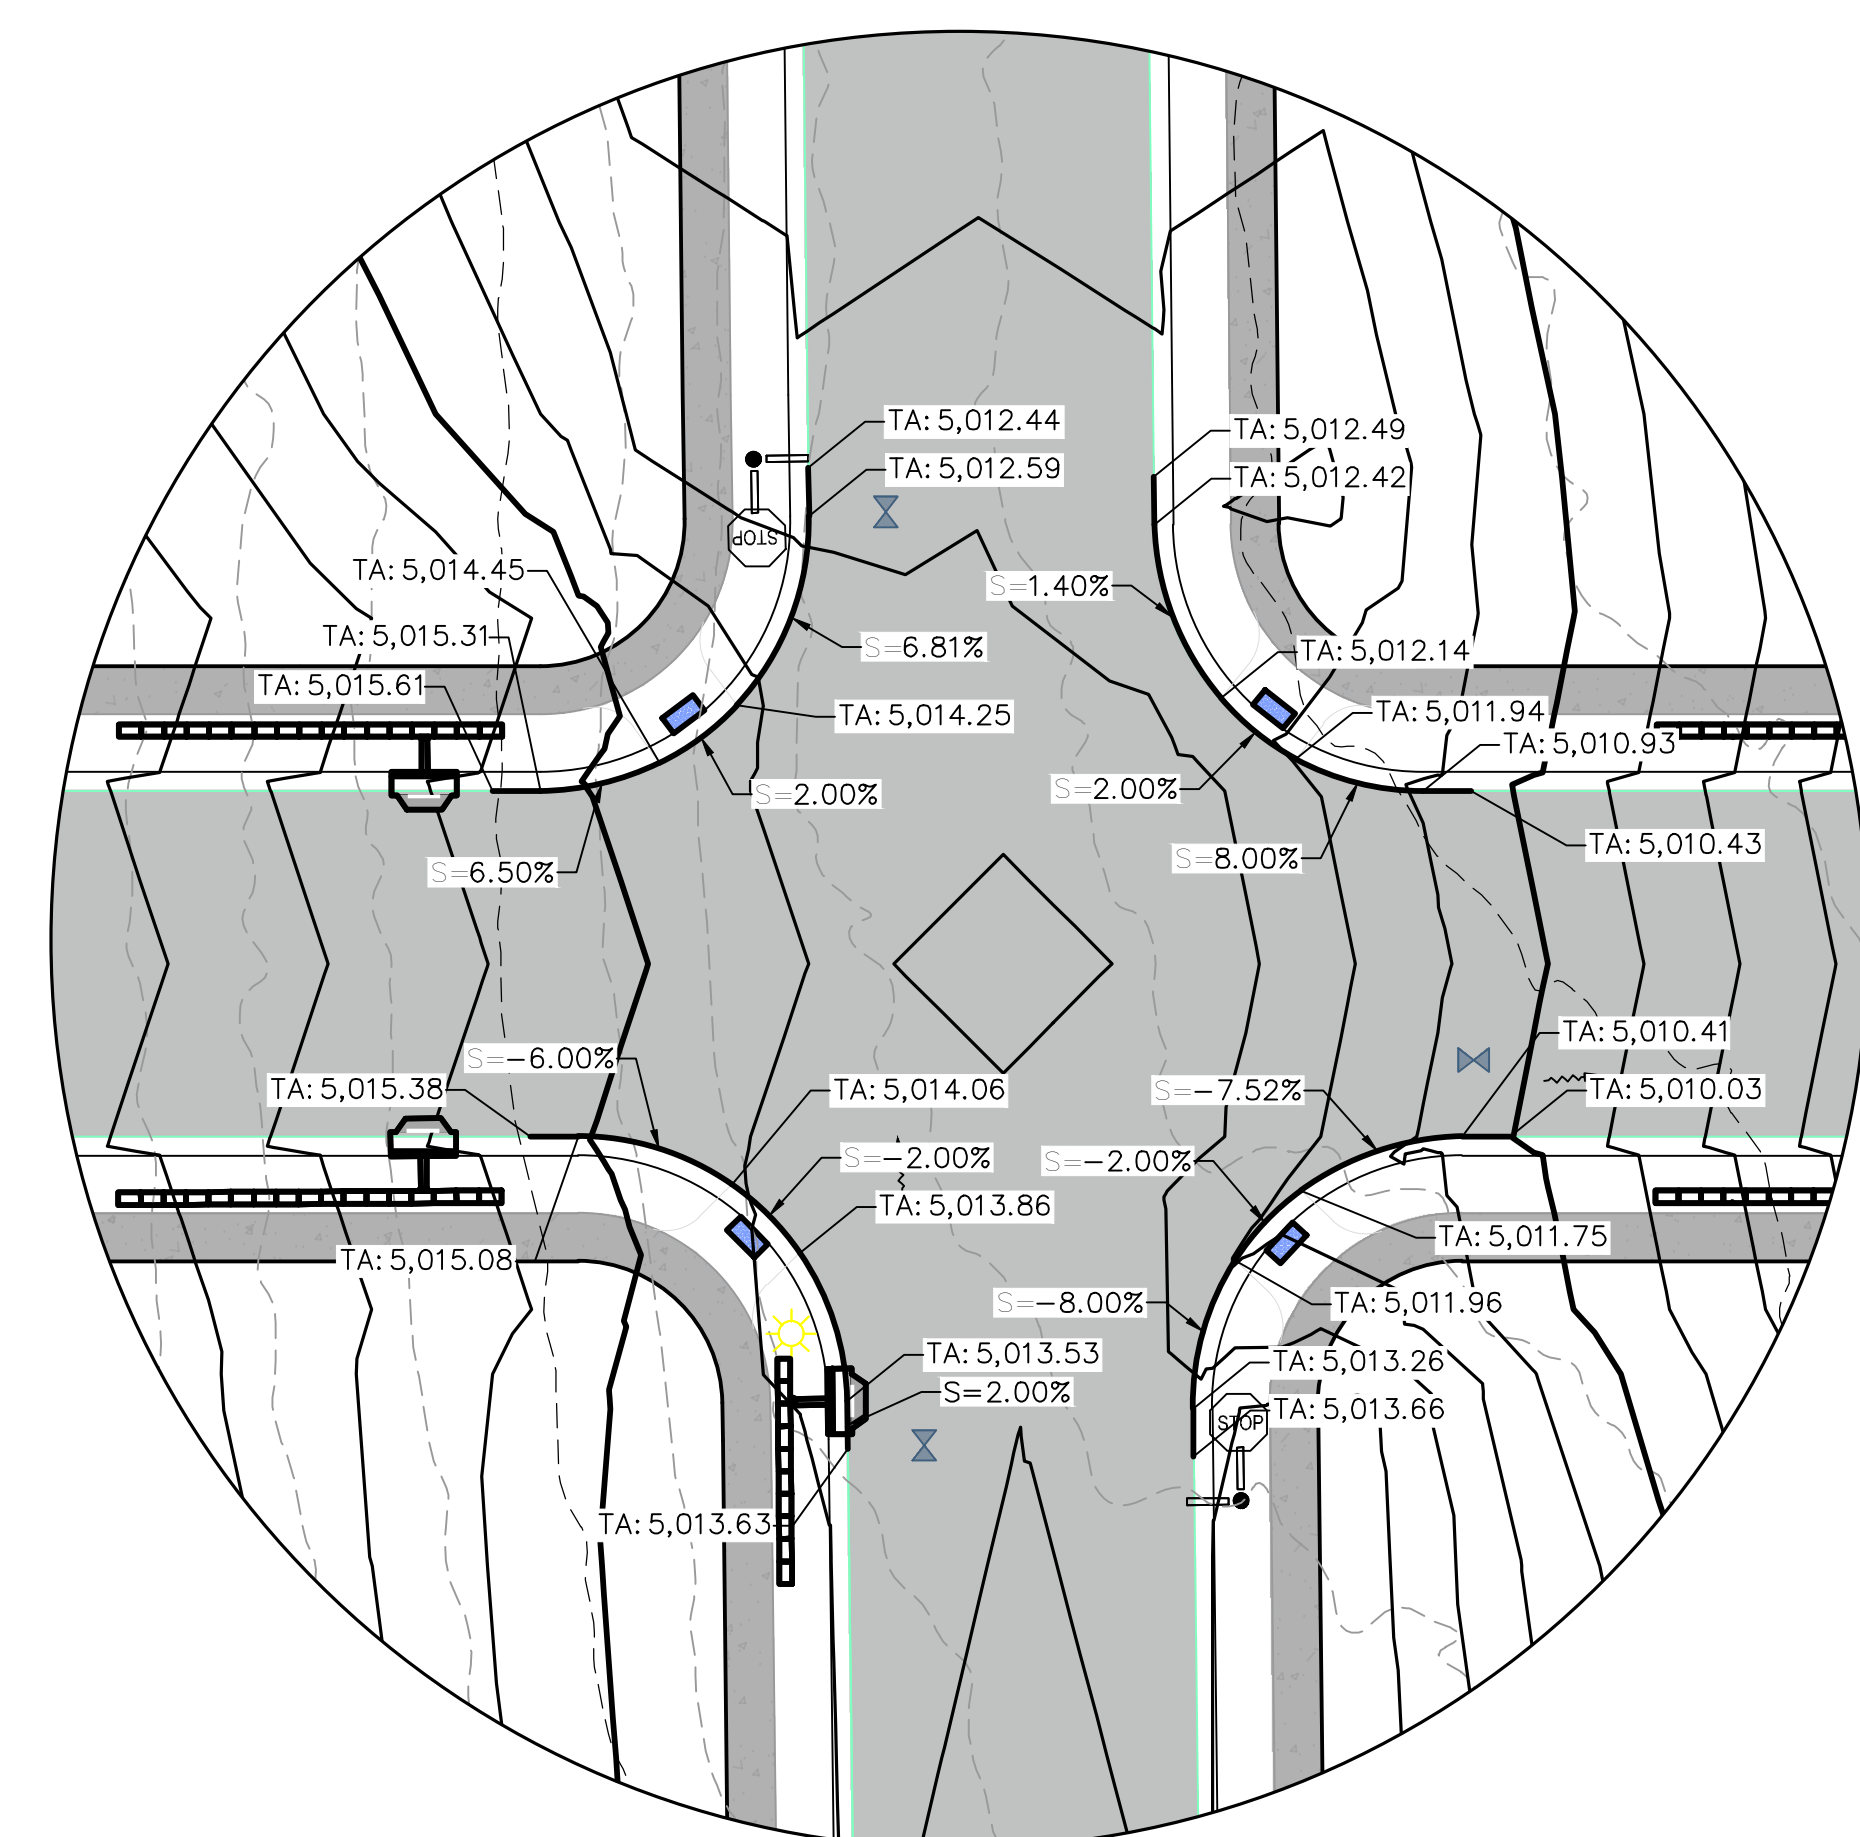 TA: 5,012.44
TA: 5,012.49
TA: 5,012.59
TA: 5,012.42
STOP
TA: 5,014.45
S=1.40%
TA: 5,015.31
S=6.81%
TA: 5,012.14
TA: 5,015.61
TA: 5,014.25
TA: 5,011.94
TA: 5,010.93
S=2.00%
S=2.00%
TA: 5,010.43
S=6.50%
S=8.00%
TA: 5,010.41
S=-6.00%
TA: 5,015.38
TA: 5,014.06
S=-7.52%
TA: 5,010.03
S=-2.00%
S=-2.00%
TA: 5,013.86
TA: 5,011.75
TA: 5,015.08
S=-8.00%
TA: 5,011.96
TA: 5,013.53
TA: 5,013.26
S=2.00%
TA: 5,013.66
STOP
TA: 5,013.63